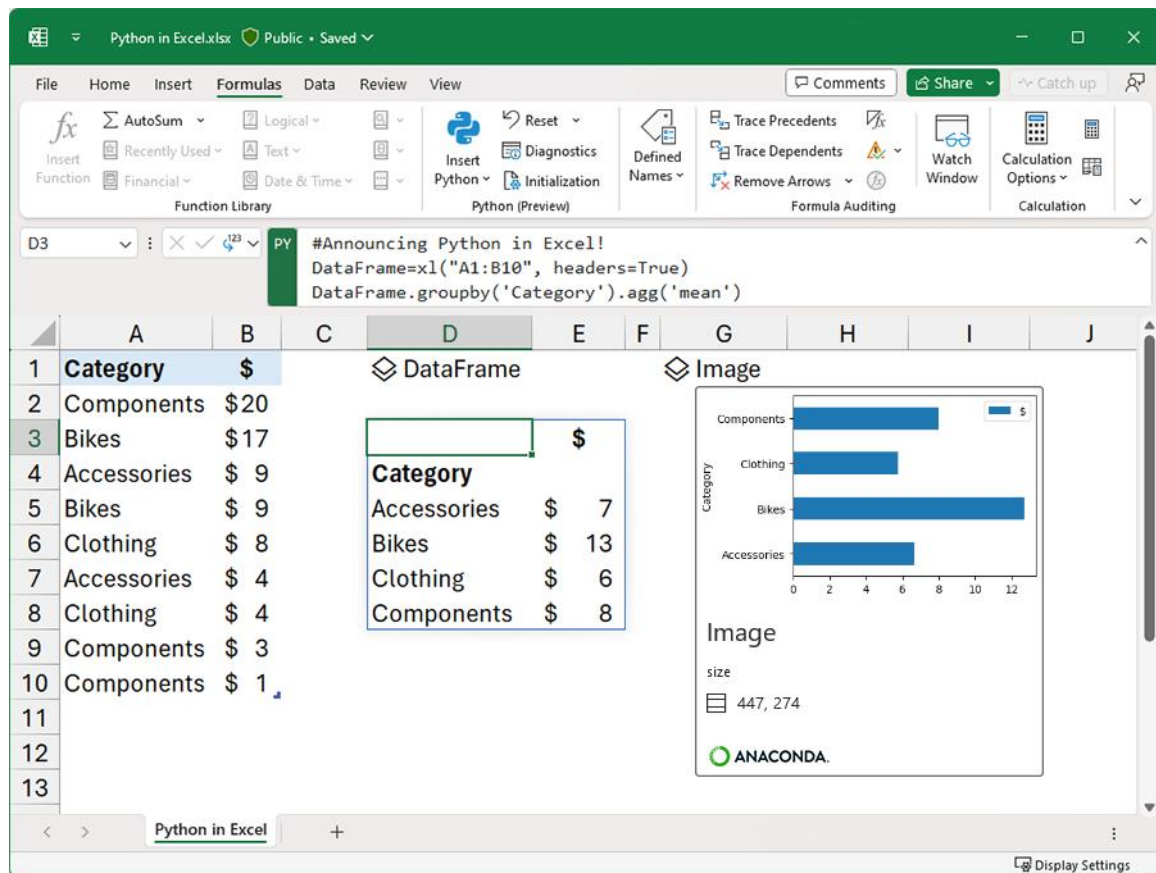 Python in Excel.xlsx Public • Saved
File Home Insert Formulas Data Review View Comments Share Catch up
fx Insert Function
AutoSum
Recently Used
Financial
Logical
Text
Date & Time
Function Library
Insert Python
Reset
Diagnostics
Initialization
Python (Preview)
Defined Names
Trace Precedents
Trace Dependents
Remove Arrows
fx
Formula Auditing
Watch Window
Calculation Options
Calculation
D3 123 PY #Announcing Python in Excel!
DataFrame=xl("A1:B10", headers=True)
DataFrame.groupby('Category').agg('mean')
A B C D E F G H I J
1 Category $ DataFrame Image
2 Components $20
3 Bikes $17 $
4 Accessories $ 9 Category
5 Bikes $ 9 Accessories $ 7
6 Clothing $ 8 Bikes $ 13
7 Accessories $ 4 Clothing $ 6
8 Clothing $ 4 Components $ 8
9 Components $ 3
10 Components $ 1
11
12
13
$
Category
Components
Clothing
Bikes
Accessories
0 2 4 6 8 10 12
Image
size
447, 274
ANACONDA.
Python in Excel
Display Settings